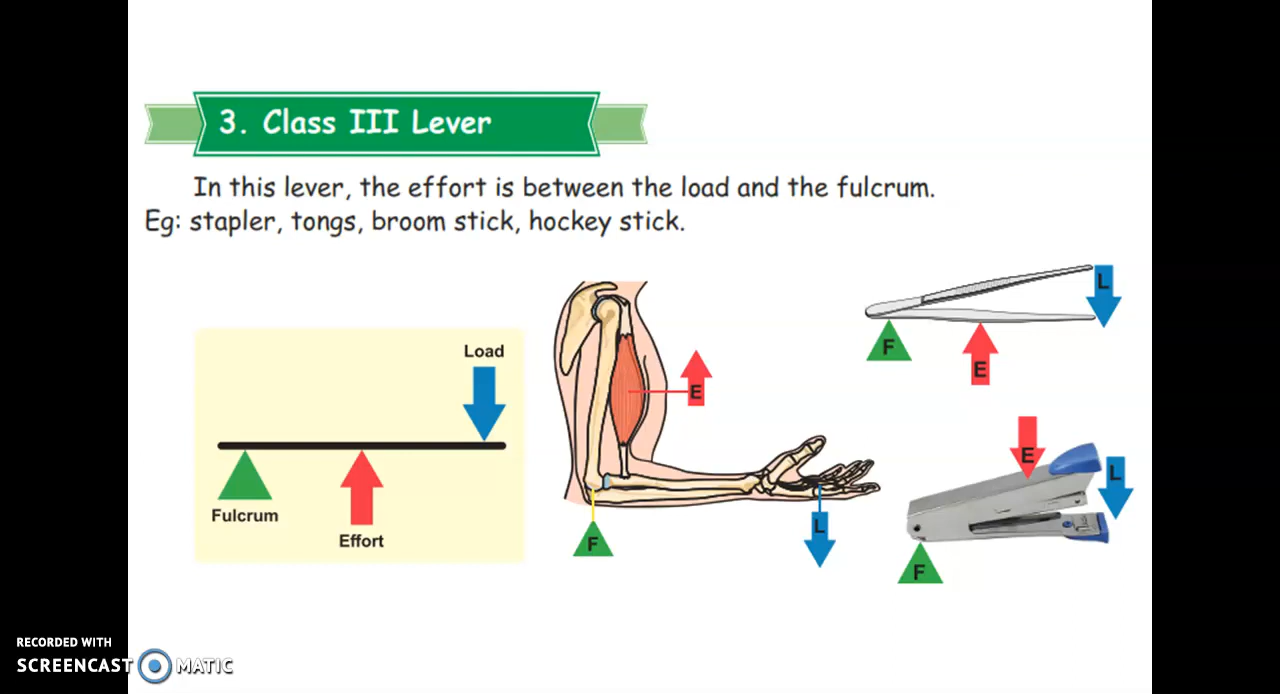 3. Class III Lever
In this lever, the effort is between the load and the fulcrum.
Eg: stapler, tongs, broom stick, hockey stick.
Load
Fulcrum
Effort
E
F
L
L
F
E
E
L
F
RECORDED WITH
SCREENCAST MATIC